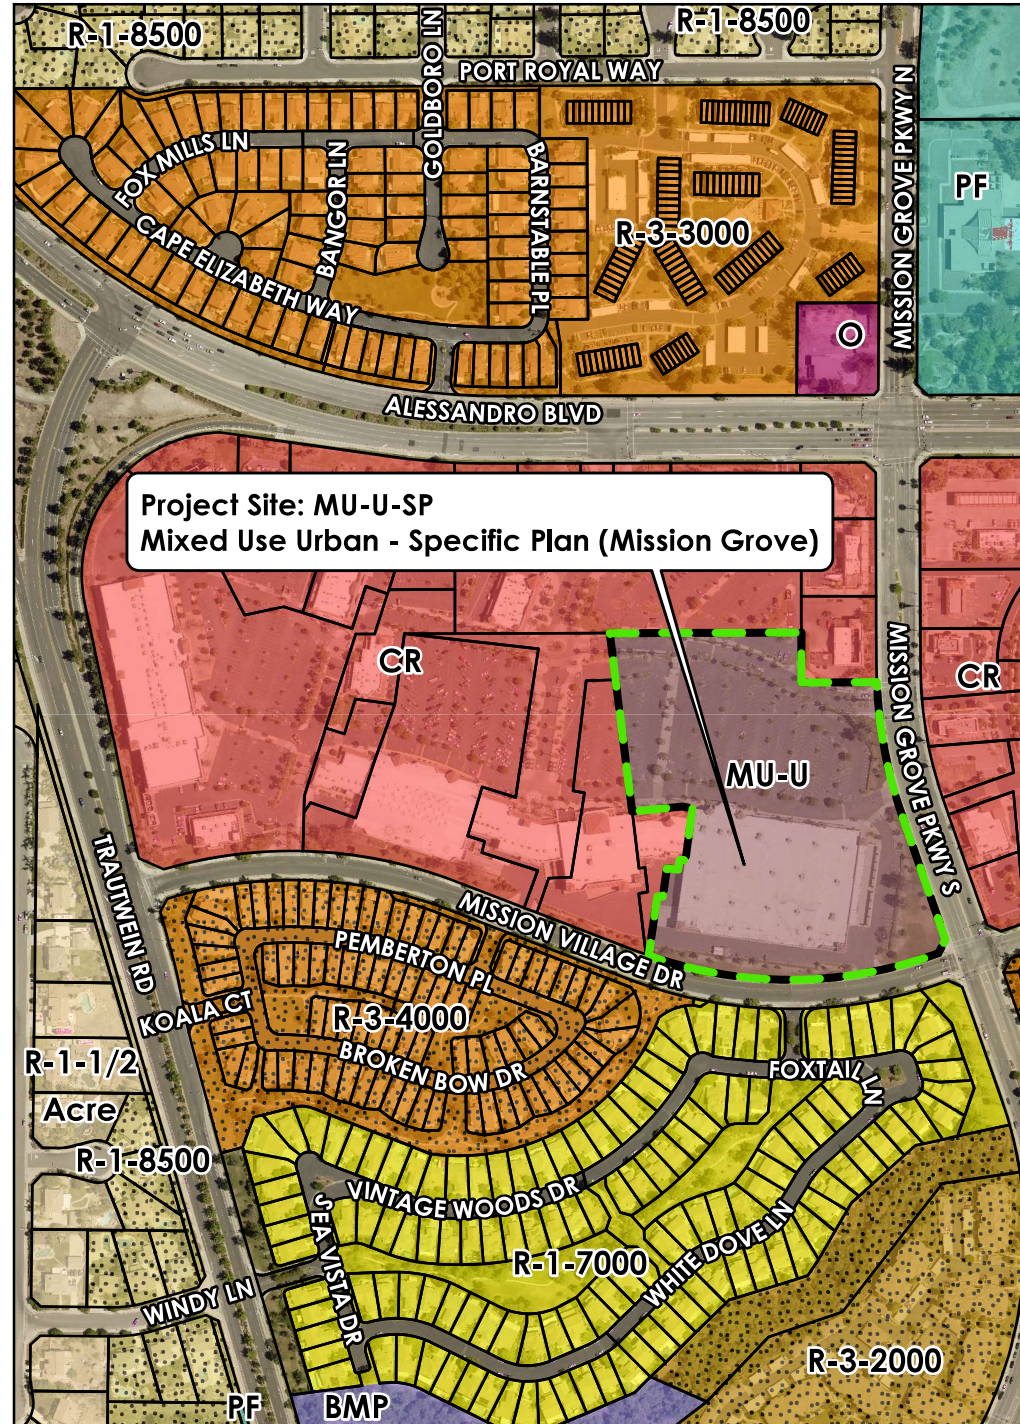 R-1-8500
R-1-8500
GOLDBORO LN
PORT ROYAL WAY
MISSION GROVE PKWY N
FOX MILLS LN
BANGOR LN
BARNSTABLE PL
PF
CAPE ELIZABETH WAY
R-3-3000
O
ALESSANDRO BLVD
Project Site: MU-U-SP
Mixed Use Urban - Specific Plan (Mission Grove)
CR
CR
MISSION GROVE PKWY S
MU-U
TRAUTWEIN RD
MISSION VILLAGE DR
PEMBERTON PL
KOALA CT
R-3-4000
BROKEN BOW DR
R-1-1/2
Acre
FOXTAIL LN
R-1-8500
VINTAGE WOODS DR
SEA VISTA DR
R-1-7000
WHITE DOVE LN
WINDY LN
R-3-2000
PF
BMP